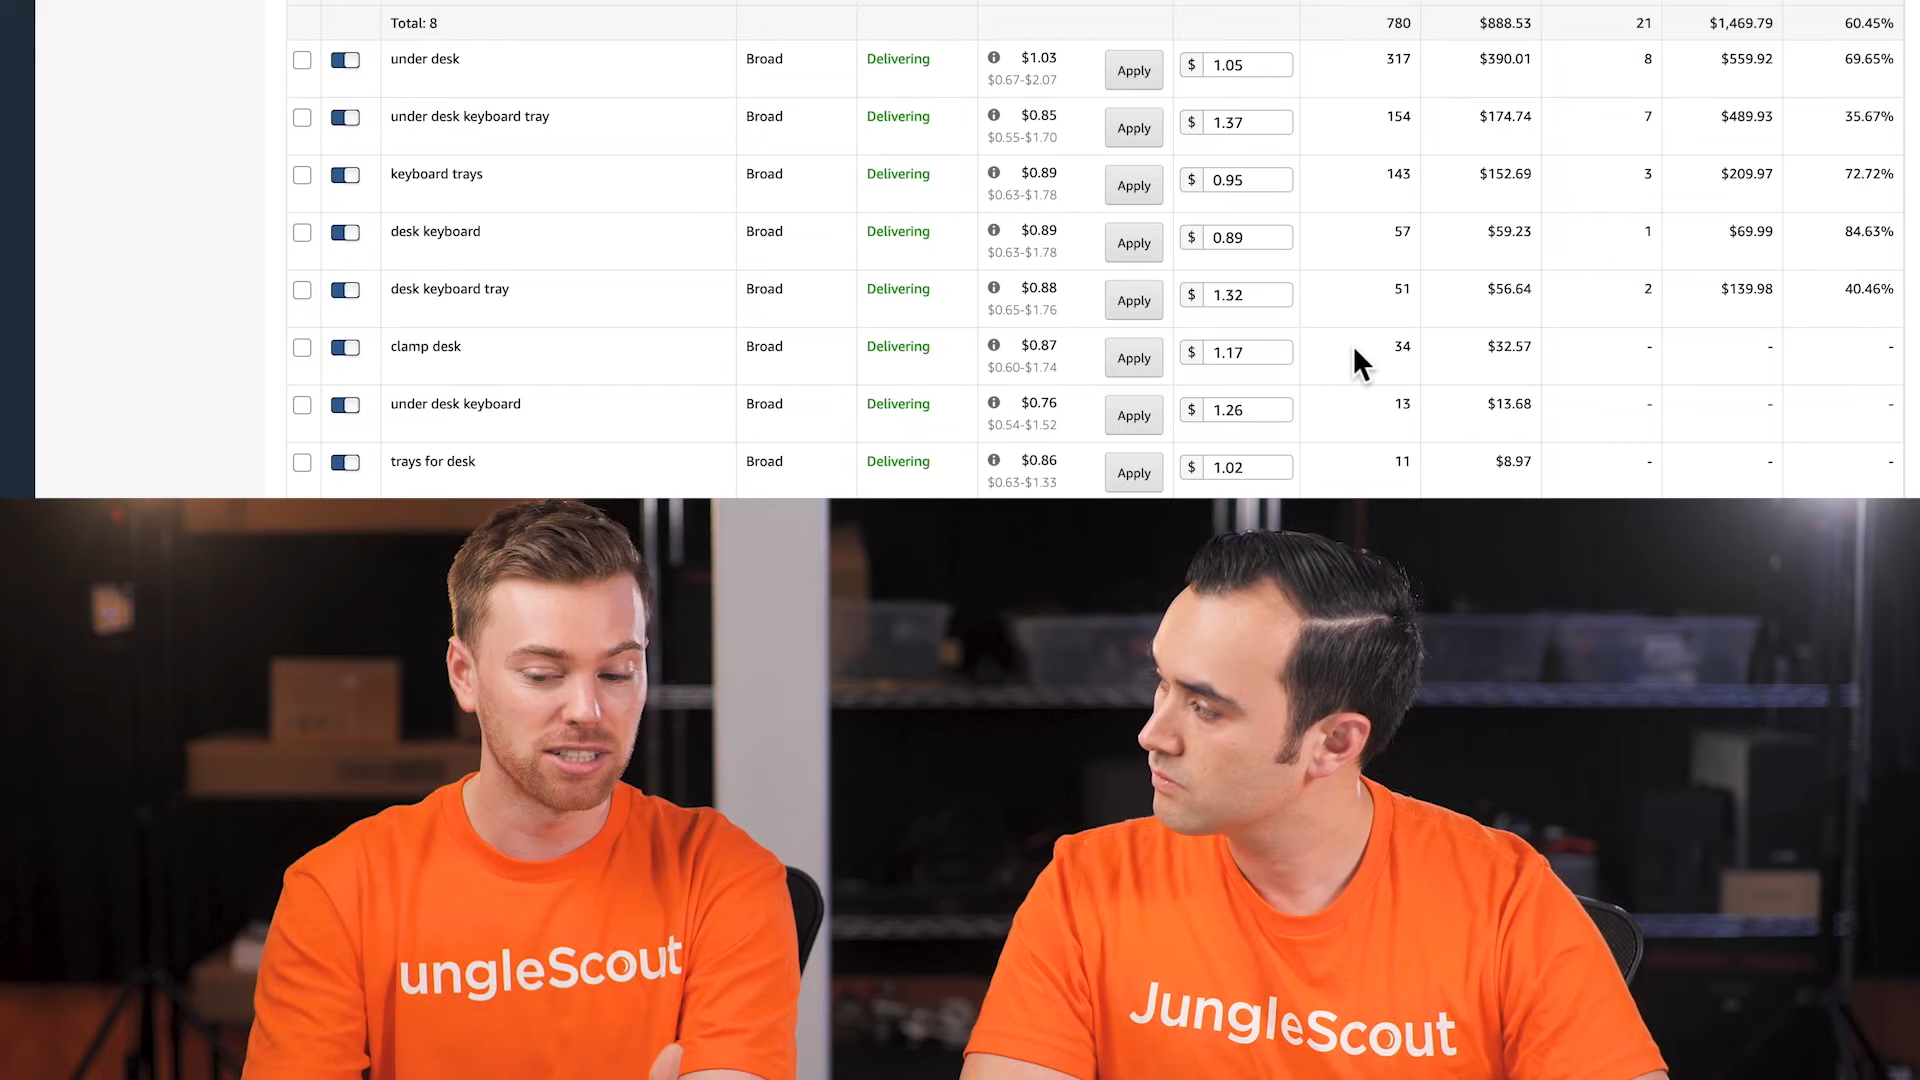 Total: 8 780 $888.53 21 $1,469.79 60.45%
under desk Broad Delivering $1.03 Apply $ 1.05 317 $390.01 8 $559.92 69.65%
$0.67-$2.07
under desk keyboard tray Broad Delivering $0.85 Apply $ 1.37 154 $174.74 7 $489.93 35.67%
$0.55-$1.70
keyboard trays Broad Delivering $0.89 Apply $ 0.95 143 $152.69 3 $209.97 72.72%
$0.63-$1.78
desk keyboard Broad Delivering $0.89 Apply $ 0.89 57 $59.23 1 $69.99 84.63%
$0.63-$1.78
desk keyboard tray Broad Delivering $0.88 Apply $ 1.32 51 $56.64 2 $139.98 40.46%
$0.65-$1.76
clamp desk Broad Delivering $0.87 Apply $ 1.17 34 $32.57 - - -
$0.60-$1.74
under desk keyboard Broad Delivering $0.76 Apply $ 1.26 13 $13.68 - - -
$0.54-$1.52
trays for desk Broad Delivering $0.86 Apply $ 1.02 11 $8.97 - - -
$0.63-$1.33
ungleScout
JungleScout